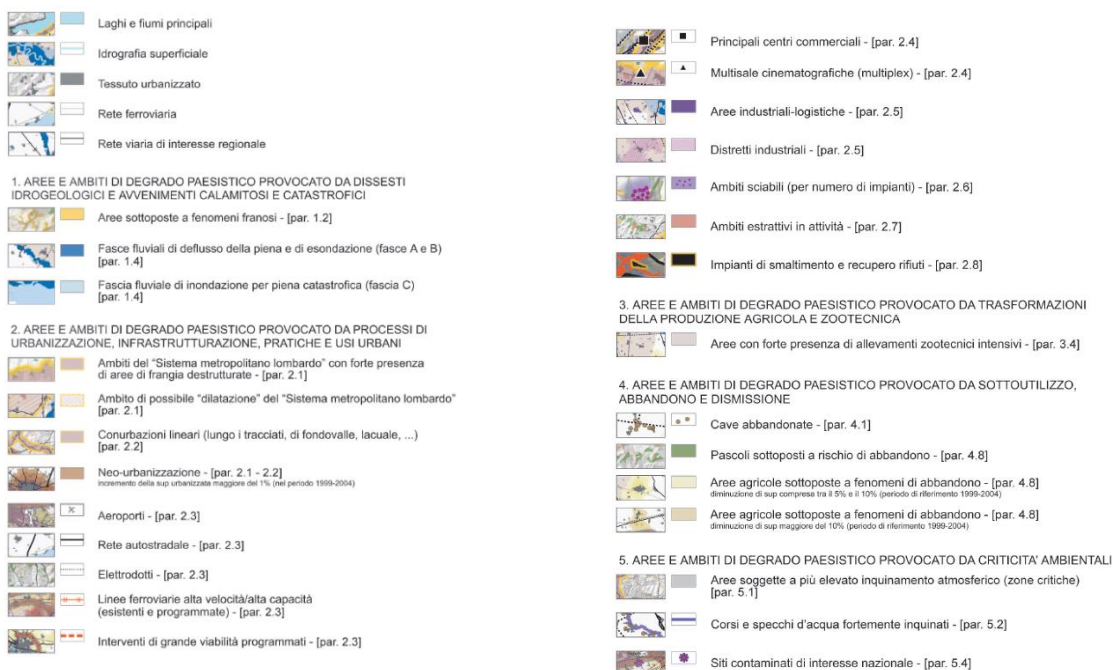 Laghi e fiumi principali
Idrografia superficiale
Tessuto urbanizzato
Rete ferroviaria
Rete viaria di interesse regionale
1. AREE E AMBITI DI DEGRADO PAESISTICO PROVOCATO DA DISSESTI
IDROGEOLOGICI E AVVENIMENTI CALAMITOSI E CATASTROFICI
Aree sottoposte a fenomeni franosi - [par. 1.2]
Fasce fluviali di deflusso della piena e di esondazione (fasce A e B)
[par. 1.4]
Fascia fluviale di inondazione per piena catastrofica (fascia C)
[par. 1.4]
2. AREE E AMBITI DI DEGRADO PAESISTICO PROVOCATO DA PROCESSI DI
URBANIZZAZIONE, INFRASTRUTTURAZIONE, PRATICHE E USI URBANI
Ambiti del "Sistema metropolitano lombardo" con forte presenza
di aree di frangia destrutturate - [par. 2.1]
Ambito di possibile "dilatazione" del "Sistema metropolitano lombardo"
[par. 2.1]
Conurbazioni lineari (lungo i tracciati, di fondovalle, lacuale, ...)
[par. 2.2]
Neo-urbanizzazione - [par. 2.1 - 2.2]
incremento della sup urbanizzata maggiore del 1% (nel periodo 1999-2004)
Aeroporti - [par. 2.3]
Rete autostradale - [par. 2.3]
Elettrodotti - [par. 2.3]
Linee ferroviarie alta velocità/alta capacità
(esistenti e programmate) - [par. 2.3]
Interventi di grande viabilità programmati - [par. 2.3]
Principali centri commerciali - [par. 2.4]
Multisale cinematografiche (multiplex) - [par. 2.4]
Aree industriali-logistiche - [par. 2.5]
Distretti industriali - [par. 2.5]
Ambiti sciabili (per numero di impianti) - [par. 2.6]
Ambiti estrattivi in attività - [par. 2.7]
Impianti di smaltimento e recupero rifiuti - [par. 2.8]
3. AREE E AMBITI DI DEGRADO PAESISTICO PROVOCATO DA TRASFORMAZIONI
DELLA PRODUZIONE AGRICOLA E ZOOTECNICA
Aree con forte presenza di allevamenti zootecnici intensivi - [par. 3.4]
4. AREE E AMBITI DI DEGRADO PAESISTICO PROVOCATO DA SOTTOUTILIZZO,
ABBANDONO E DISMISSIONE
Cave abbandonate - [par. 4.1]
Pascoli sottoposti a rischio di abbandono - [par. 4.8]
Aree agricole sottoposte a fenomeni di abbandono - [par. 4.8]
diminuzione di sup compresa tra il 5% e il 10% (periodo di riferimento 1999-2004)
Aree agricole sottoposte a fenomeni di abbandono - [par. 4.8]
diminuzione di sup maggiore del 10% (periodo di riferimento 1999-2004)
5. AREE E AMBITI DI DEGRADO PAESISTICO PROVOCATO DA CRITICITA' AMBIENTALI
Aree soggette a più elevato inquinamento atmosferico (zone critiche)
[par. 5.1]
Corsi e specchi d'acqua fortemente inquinati - [par. 5.2]
Siti contaminati di interesse nazionale - [par. 5.4]